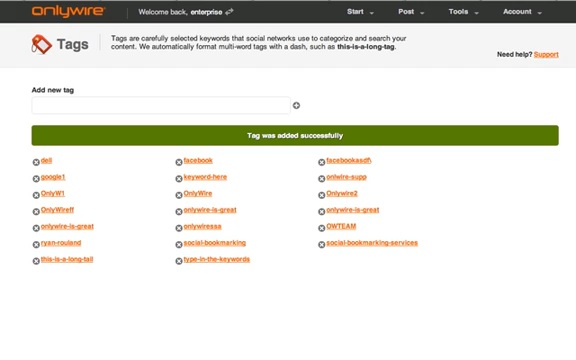 onlywire
Welcome back, enterprise
Start
Post
Tools
Account
Tags
Tags are carefully selected keywords that social networks use to categorize and search your
content. We automatically format multi-word tags with a dash, such as this-is-a-long-tag.
Need help? Support
Add new tag
Tag was added successfully
dell facebook facebookaadfv
google1 keyword-here onlwire-supp
OnlyW1 OnlyWire Onlywire2
OnlyWireff onlywire-is-great onlywire-is-great
onlywire-is-great onlywiressa OWTEAM
ryan-rouland social-bookmarking social-bookmarking-services
this-is-a-long-tail type-in-the-keywords